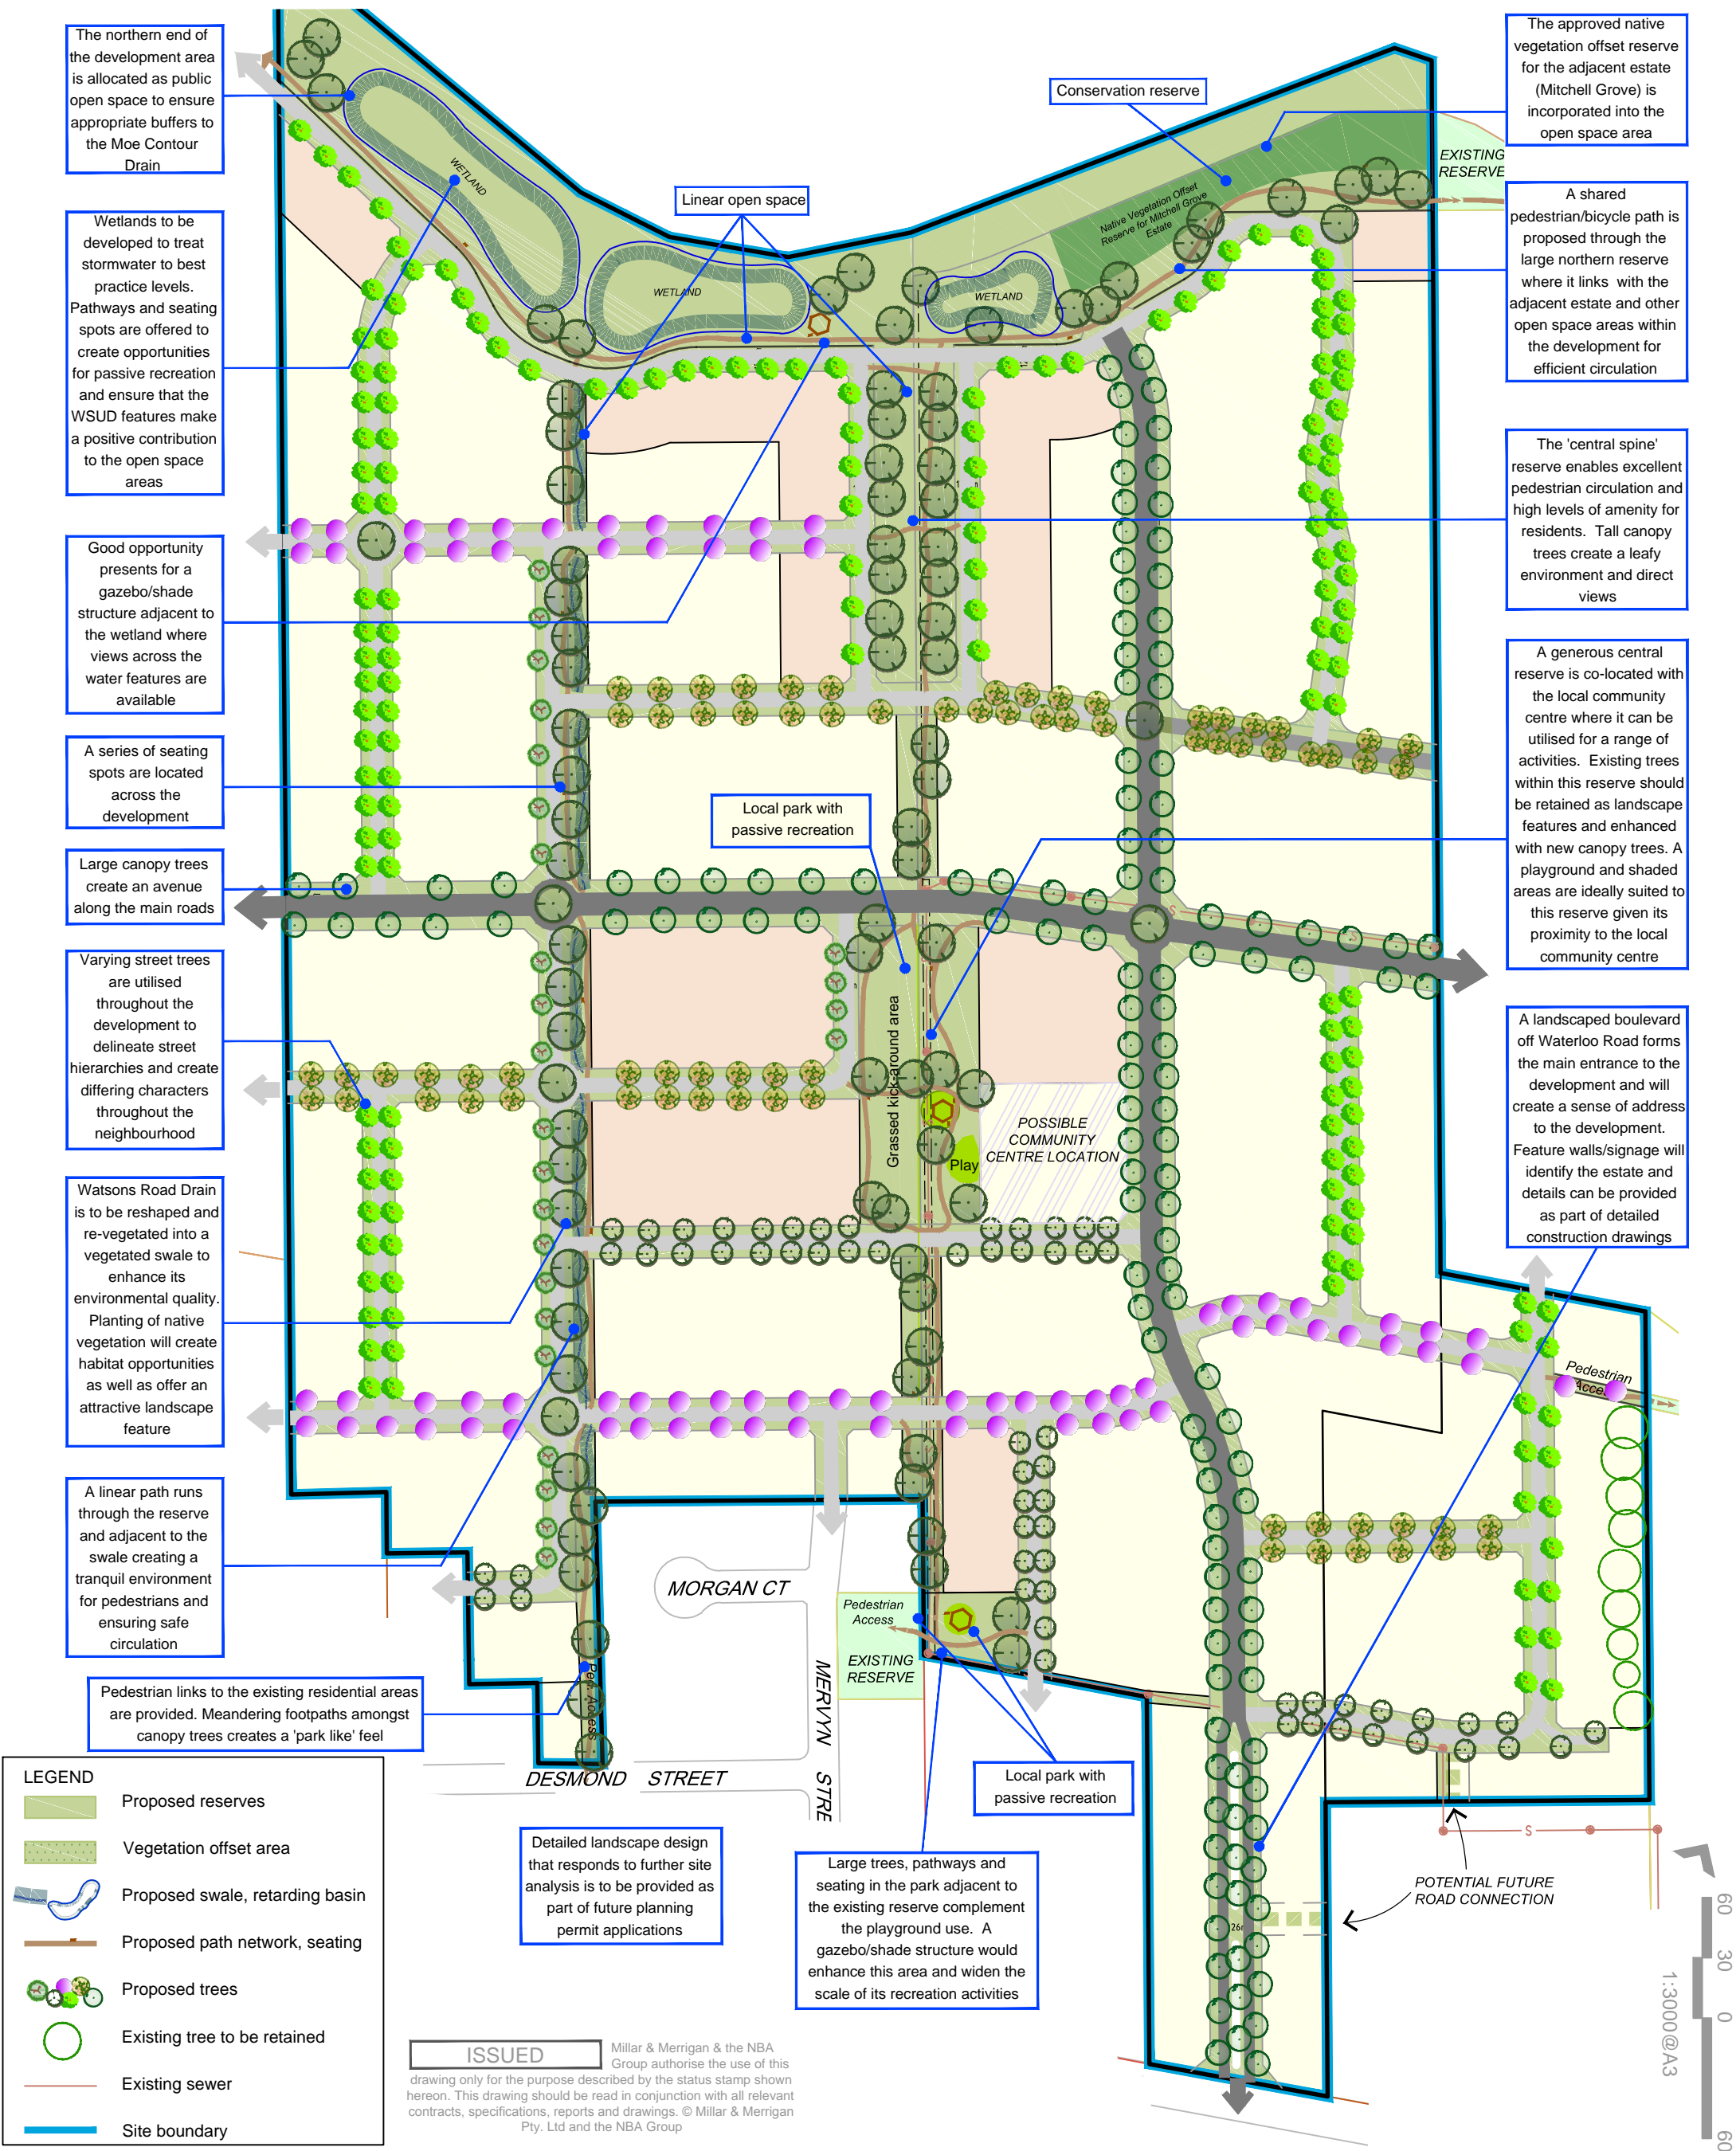 The northern end of
the development area
is allocated as public
open space to ensure
appropriate buffers to
the Moe Contour
Drain
Wetlands to be
developed to treat
stormwater to best
practice levels.
Pathways and seating
spots are offered to
create opportunities
for passive recreation
and ensure that the
WSUD features make
a positive contribution
to the open space
areas
Good opportunity
presents for a
gazebo/shade
structure adjacent to
the wetland where
views across the
water features are
available
A series of seating
spots are located
across the
development
Large canopy trees
create an avenue
along the main roads
Varying street trees
are utilised
throughout the
development to
delineate street
hierarchies and create
differing characters
throughout the
neighbourhood
Watsons Road Drain
is to be reshaped and
re-vegetated into a
vegetated swale to
enhance its
environmental quality.
Planting of native
vegetation will create
habitat opportunities
as well as offer an
attractive landscape
feature
A linear path runs
through the reserve
and adjacent to the
swale creating a
tranquil environment
for pedestrians and
ensuring safe
circulation
Pedestrian links to the existing residential areas
are provided. Meandering footpaths amongst
canopy trees creates a 'park like' feel
WETLAND
WETLAND
WETLAND
Linear open space
Conservation reserve
Native Vegetation Offset
Reserve for Mitchell Grove
Estate
EXISTING
RESERVE
Local park with
passive recreation
Grassed kick-around area
Play
POSSIBLE
COMMUNITY
CENTRE LOCATION
Pedestrian
Access
MORGAN CT
MERVYN STRE
DESMOND STREET
Ped. Access
Pedestrian
Access
EXISTING
RESERVE
Local park with
passive recreation
Detailed landscape design
that responds to further site
analysis is to be provided as
part of future planning
permit applications
Large trees, pathways and
seating in the park adjacent to
the existing reserve complement
the playground use. A
gazebo/shade structure would
enhance this area and widen the
scale of its recreation activities
The approved native
vegetation offset reserve
for the adjacent estate
(Mitchell Grove) is
incorporated into the
open space area
A shared
pedestrian/bicycle path is
proposed through the
large northern reserve
where it links with the
adjacent estate and other
open space areas within
the development for
efficient circulation
The 'central spine'
reserve enables excellent
pedestrian circulation and
high levels of amenity for
residents. Tall canopy
trees create a leafy
environment and direct
views
A generous central
reserve is co-located with
the local community
centre where it can be
utilised for a range of
activities. Existing trees
within this reserve should
be retained as landscape
features and enhanced
with new canopy trees. A
playground and shaded
areas are ideally suited to
this reserve given its
proximity to the local
community centre
A landscaped boulevard
off Waterloo Road forms
the main entrance to the
development and will
create a sense of address
to the development.
Feature walls/signage will
identify the estate and
details can be provided
as part of detailed
construction drawings
S
S
26m
POTENTIAL FUTURE
ROAD CONNECTION
LEGEND
Proposed reserves
Vegetation offset area
Proposed swale, retarding basin
Proposed path network, seating
Proposed trees
Existing tree to be retained
Existing sewer
Site boundary
ISSUED
Millar & Merrigan & the NBA
Group authorise the use of this
drawing only for the purpose described by the status stamp shown
hereon. This drawing should be read in conjunction with all relevant
contracts, specifications, reports and drawings. © Millar & Merrigan
Pty. Ltd and the NBA Group
60 30 0 60
1:3000@A3